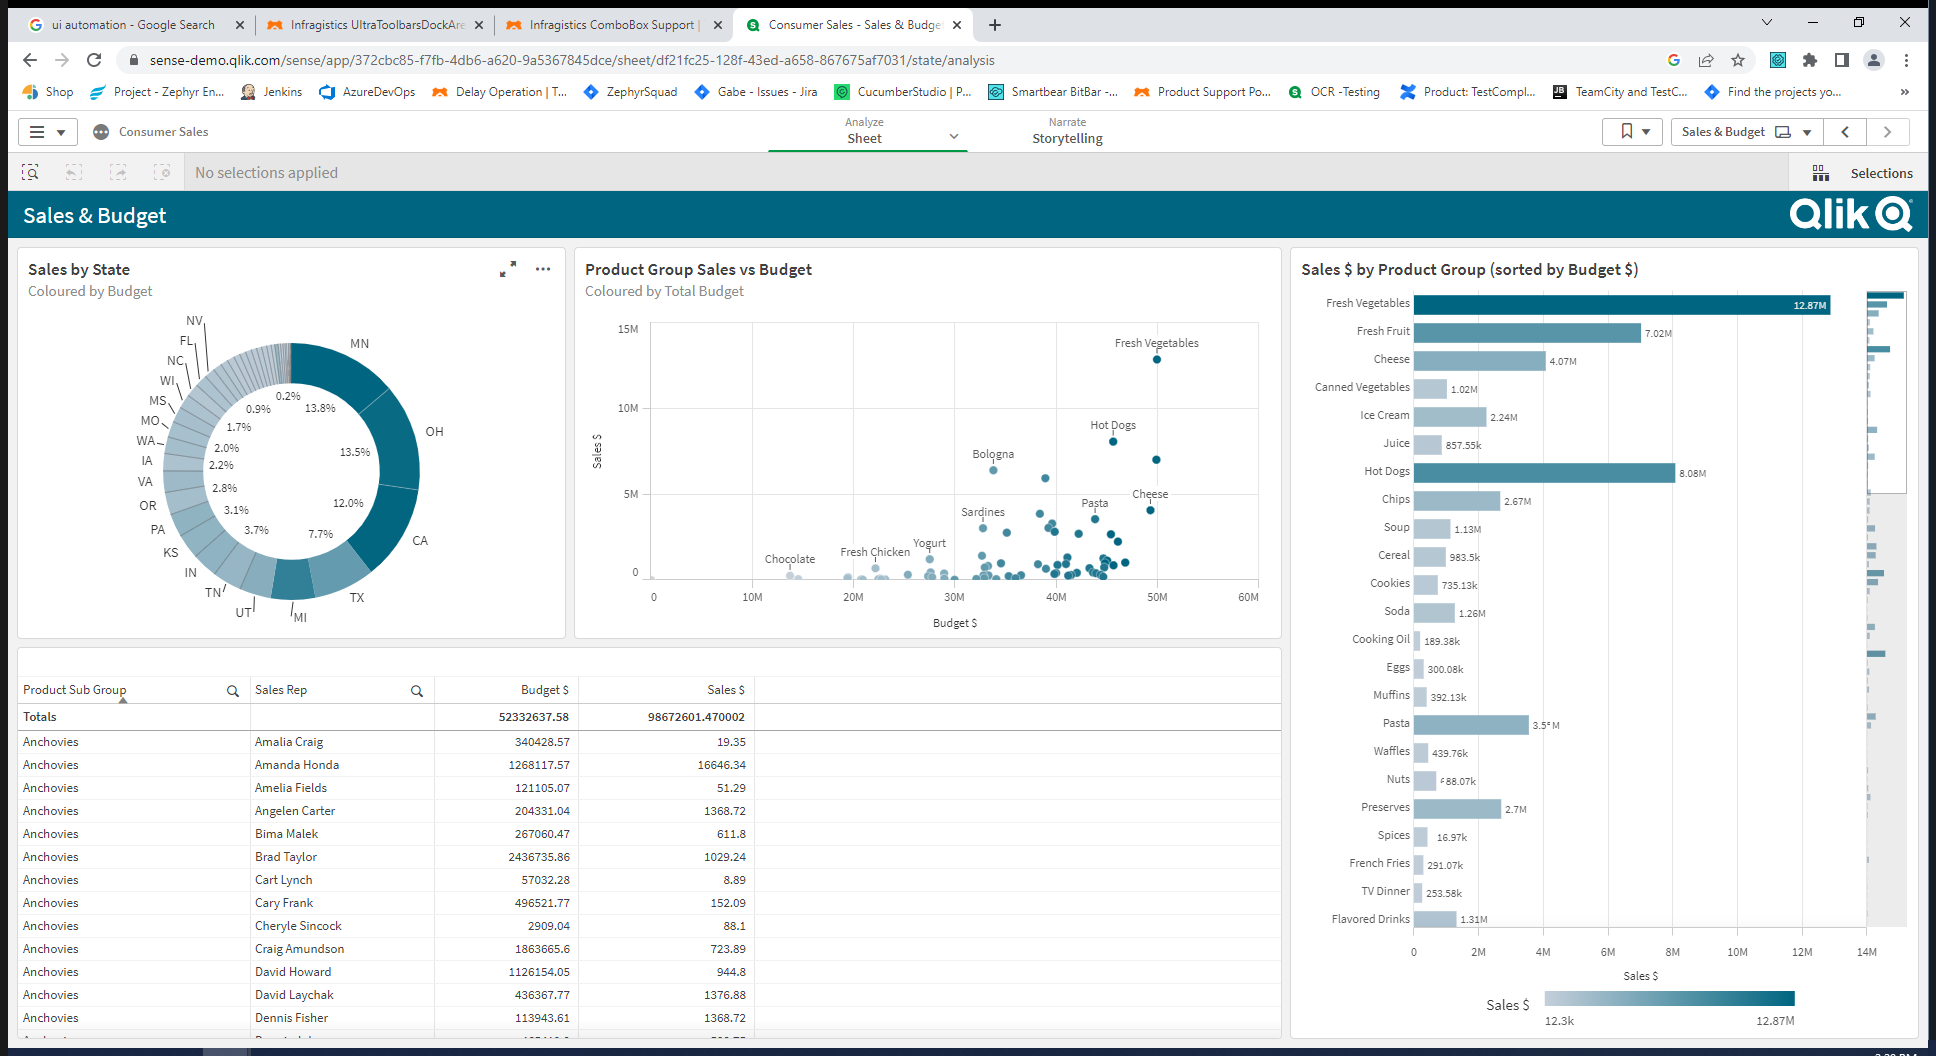 ui automation - Google Search
Infragistics UltraToolbarsDockAre
Infragistics ComboBox Support |
Consumer Sales - Sales & Budge
sense-demo.qlik.com/sense/app/372cbc85-f7fb-4db6-a620-9a5367845dce/sheet/df21fc25-128f-43ed-a658-867675af7031/state/analysis
Shop
Project - Zephyr En...
Jenkins
AzureDevOps
Delay Operation | T...
ZephyrSquad
Gabe - Issues - Jira
CucumberStudio | P...
Smartbear BitBar -...
Product Support Po...
OCR -Testing
Product: TestCompl...
TeamCity and TestC...
Find the projects yo...
»
Consumer Sales
Analyze
Sheet
Narrate
Storytelling
Sales & Budget
No selections applied
Selections
Sales & Budget
Qlik
Sales by State
Coloured by Budget
NV
FL
NC
WI
MS
MO
WA
IA
VA
OR
PA
KS
IN
TN
UT
MI
TX
CA
OH
MN
0.2%
0.9%
13.8%
1.7%
2.0%
13.5%
2.2%
2.8%
12.0%
3.1%
3.7%
7.7%
Product Group Sales vs Budget
Coloured by Total Budget
15M
10M
5M
0
Sales $
Fresh Vegetables
Hot Dogs
Bologna
Cheese
Pasta
Sardines
Yogurt
Fresh Chicken
Chocolate
0 10M 20M 30M 40M 50M 60M
Budget $
Sales $ by Product Group (sorted by Budget $)
Fresh Vegetables 12.87M
Fresh Fruit 7.02M
Cheese 4.07M
Canned Vegetables 1.02M
Ice Cream 2.24M
Juice 857.55k
Hot Dogs 8.08M
Chips 2.67M
Soup 1.13M
Cereal 983.5k
Cookies 735.13k
Soda 1.26M
Cooking Oil 189.38k
Eggs 300.08k
Muffins 392.13k
Pasta
Waffles 439.76k
Nuts
Preserves 2.7M
Spices 16.97k
French Fries 291.07k
TV Dinner 253.58k
Flavored Drinks 1.31M
0 2M 4M 6M 8M 10M 12M 14M
Sales $
Sales $
12.3k 12.87M
Product Sub Group Sales Rep Budget $ Sales $
Totals 52332637.58 98672601.470002
Anchovies Amalia Craig 340428.57 19.35
Anchovies Amanda Honda 1268117.57 16646.34
Anchovies Amelia Fields 121105.07 51.29
Anchovies Angelen Carter 204331.04 1368.72
Anchovies Bima Malek 267060.47 611.8
Anchovies Brad Taylor 2436735.86 1029.24
Anchovies Cart Lynch 57032.28 8.89
Anchovies Cary Frank 496521.77 152.09
Anchovies Cheryle Sincock 2909.04 88.1
Anchovies Craig Amundson 1863665.6 723.89
Anchovies David Howard 1126154.05 944.8
Anchovies David Laychak 436367.77 1376.88
Anchovies Dennis Fisher 113943.61 1368.72